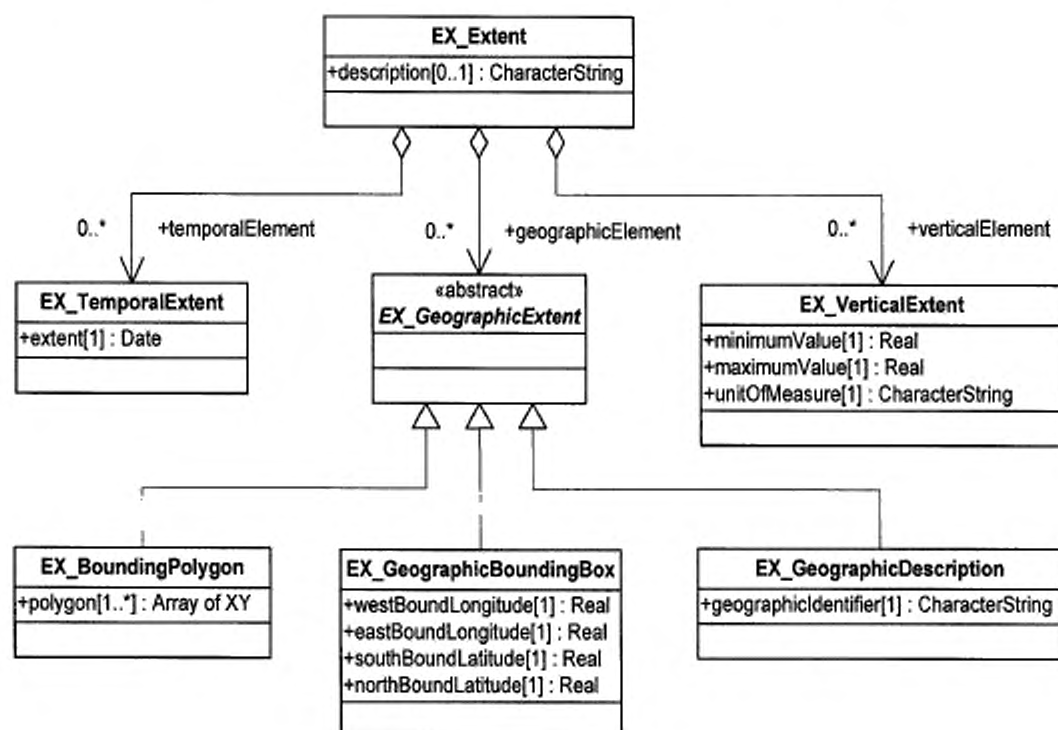 EX_Extent
+description[0..1] : CharacterString
0..* +temporalElement
0..* +geographicElement
0..* +verticalElement
EX_TemporalExtent
+extent[1] : Date
«abstract»
EX_GeographicExtent
EX_VerticalExtent
+minimumValue[1] : Real
+maximumValue[1] : Real
+unitOfMeasure[1] : CharacterString
EX_BoundingPolygon
+polygon[1..*] : Array of XY
EX_GeographicBoundingBox
+westBoundLongitude[1] : Real
+eastBoundLongitude[1] : Real
+southBoundLatitude[1] : Real
+northBoundLatitude[1] : Real
EX_GeographicDescription
+geographicIdentifier[1] : CharacterString